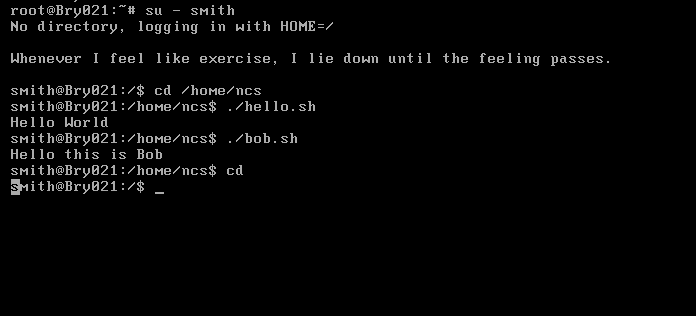 root@Bry021:~# su - smith
No directory, logging in with HOME=/
Whenever I feel like exercise, I lie down until the feeling passes.
smith@Bry021:/$ cd /home/ncs
smith@Bry021:/home/ncs$ ./hello.sh
Hello World
smith@Bry021:/home/ncs$ ./bob.sh
Hello this is Bob
smith@Bry021:/home/ncs$ cd
smith@Bry021:/$ _